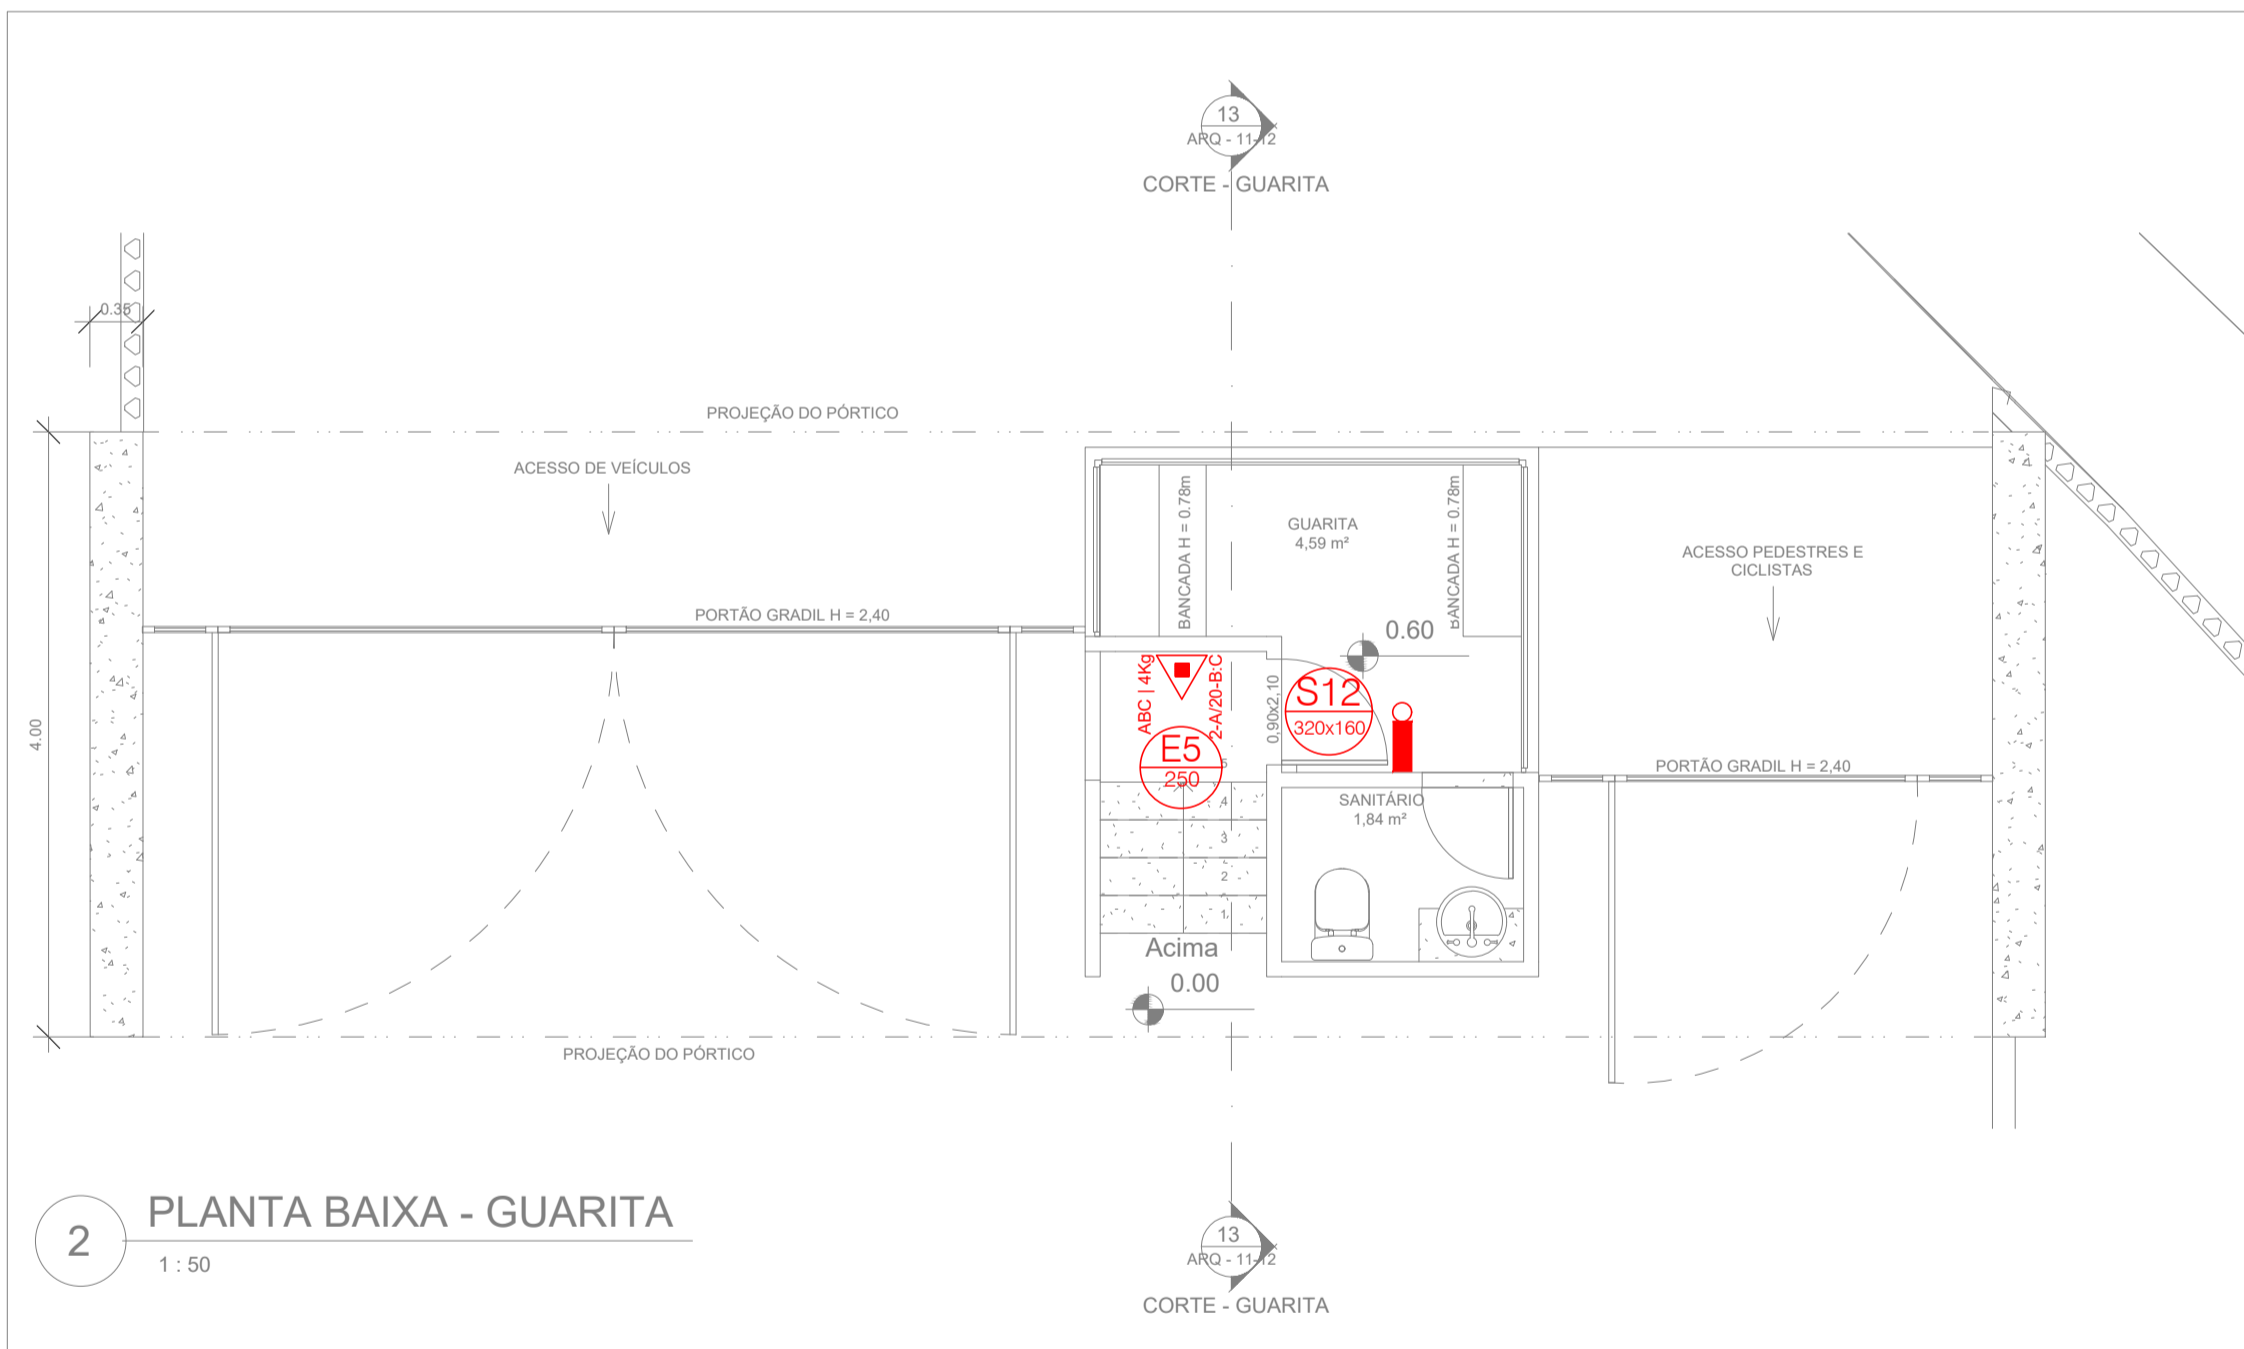 13
ARQ - 11-12
CORTE - GUARITA
0.35
PROJEÇÃO DO PÓRTICO
ACESSO DE VEÍCULOS
BANCADA H = 0.78m
GUARITA
4,59 m²
BANCADA H = 0.78m
ACESSO PEDESTRES E
CICLISTAS
PORTÃO GRADIL H = 2,40
0.60
ABC | 4Kg
2-A/20-B:C
0,90x2,10
S12
320x160
4.00
E5
250
5
PORTÃO GRADIL H = 2,40
SANITÁRIO
1,84 m²
4
3
2
1
Acima
0.00
PROJEÇÃO DO PÓRTICO
2
PLANTA BAIXA - GUARITA
1 : 50
13
ARQ - 11-12
CORTE - GUARITA